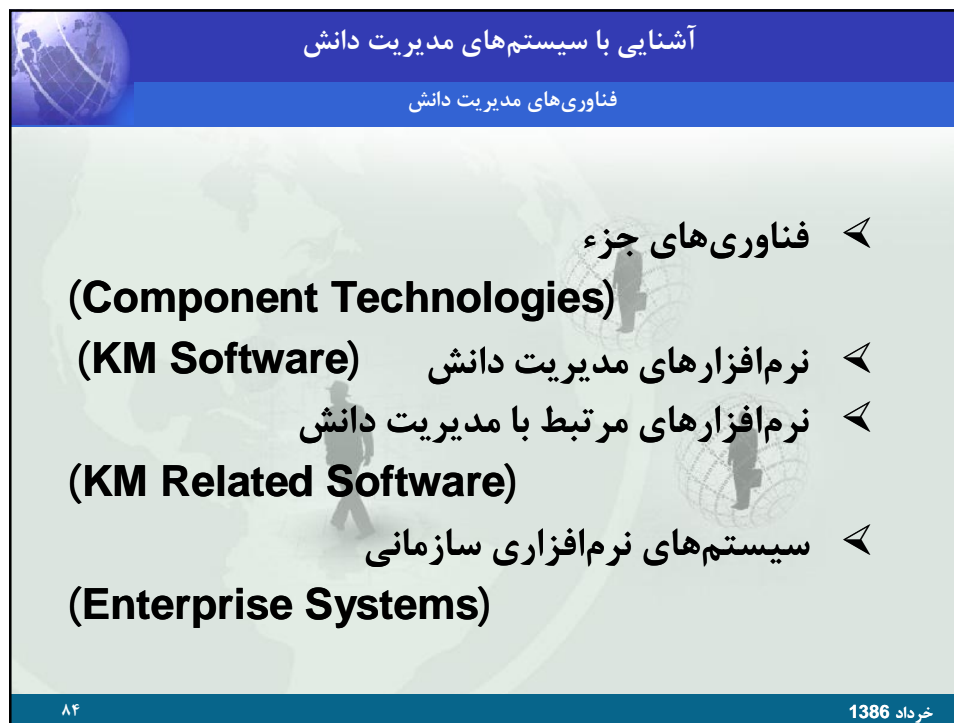 آشنایی با سیستم‌های مدیریت دانش
فناوری‌های مدیریت دانش
فناوری‌های جزء
(Component Technologies)
نرم‌افزارهای مدیریت دانش (KM Software)
نرم‌افزارهای مرتبط با مدیریت دانش
(KM Related Software)
سیستم‌های نرم‌افزاری سازمانی
(Enterprise Systems)
خرداد 1386
۸۴